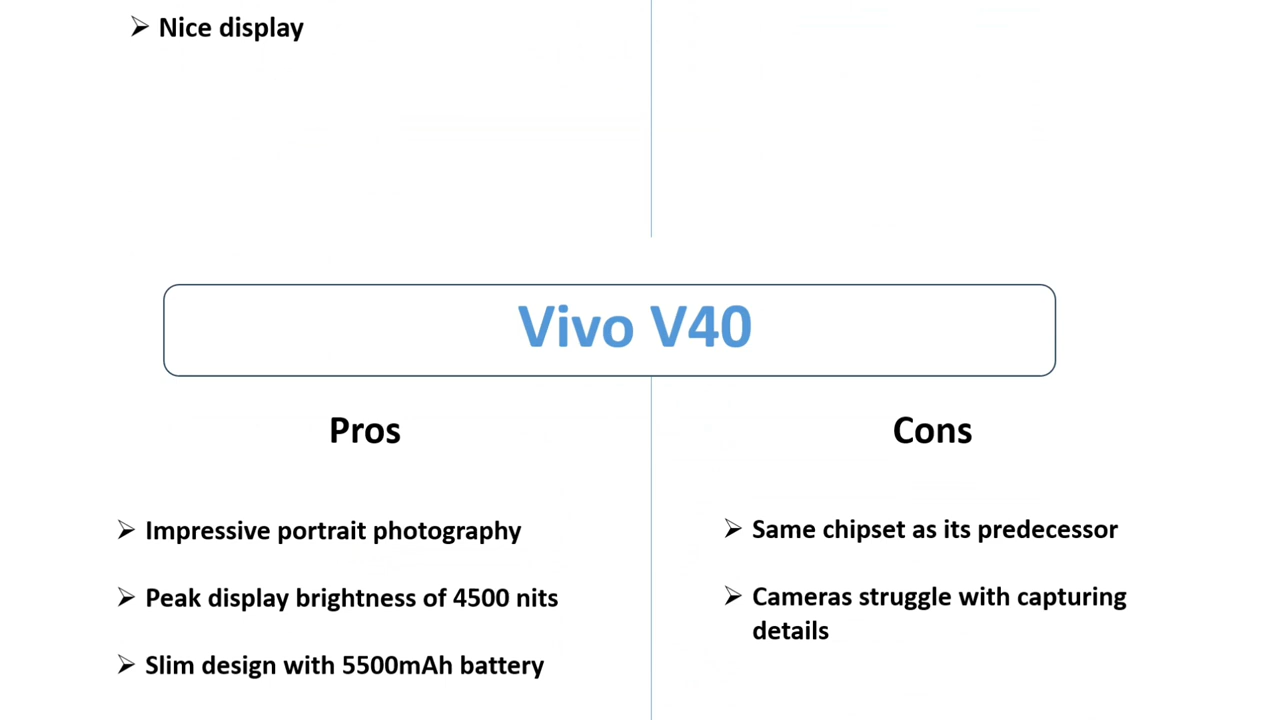 Nice display
Vivo V40
Pros
Cons
Impressive portrait photography
Peak display brightness of 4500 nits
Slim design with 5500mAh battery
Same chipset as its predecessor
Cameras struggle with capturing
details